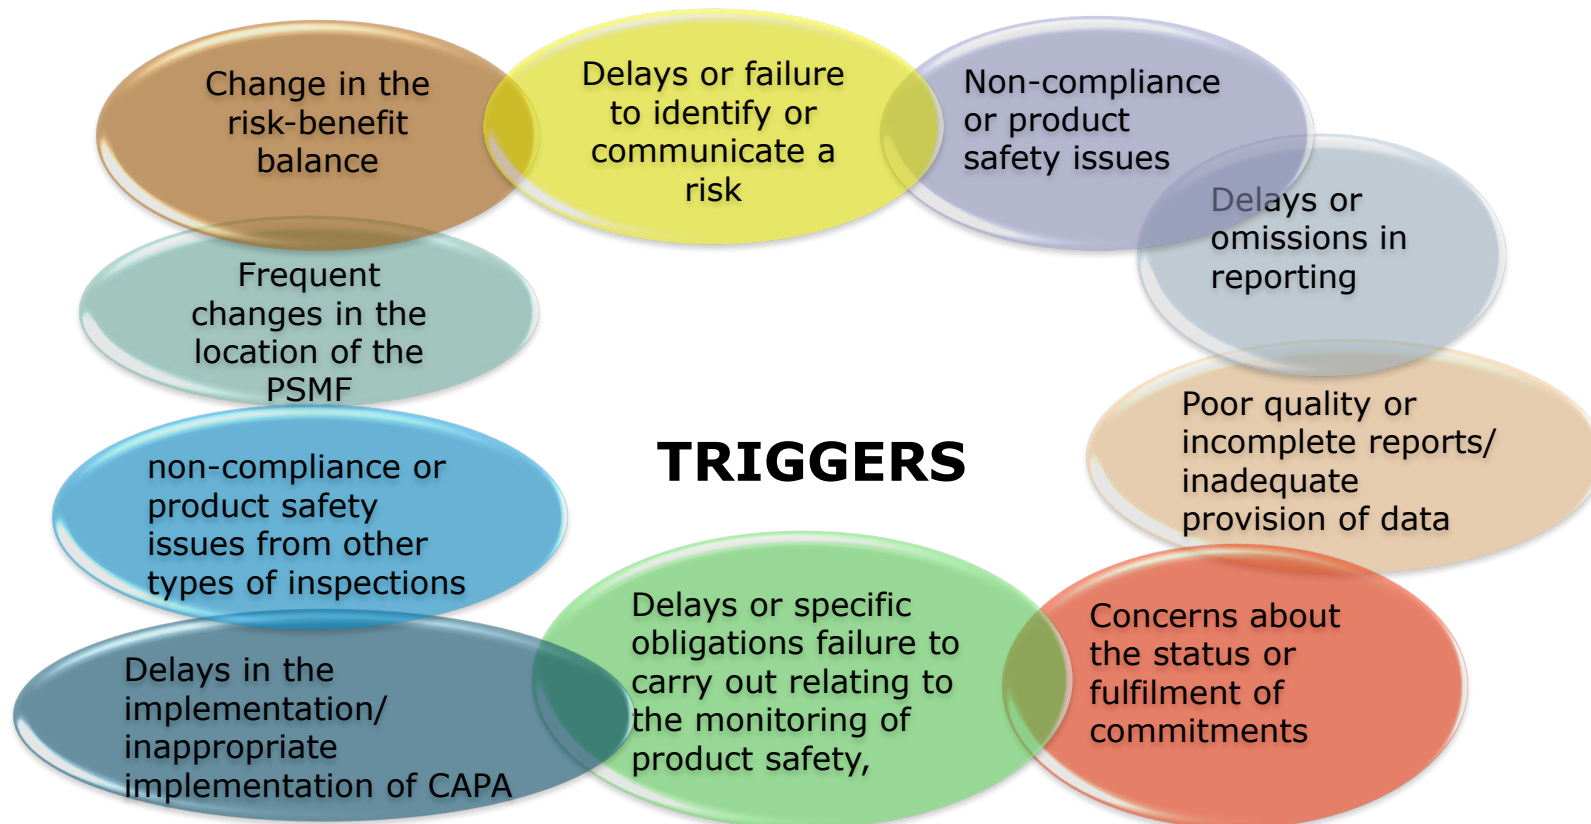 Change in the
risk-benefit
balance
Delays or failure
to identify or
communicate a
risk
Non-compliance
or product
safety issues
Delays or
omissions in
reporting
Poor quality or
incomplete reports/
inadequate
provision of data
Concerns about
the status or
fulfilment of
commitments
Delays or specific
obligations failure to
carry out relating to
the monitoring of
product safety,
Delays in the
implementation/
inappropriate
implementation of CAPA
non-compliance or
product safety
issues from other
types of inspections
Frequent
changes in the
location of the
PSMF
TRIGGERS